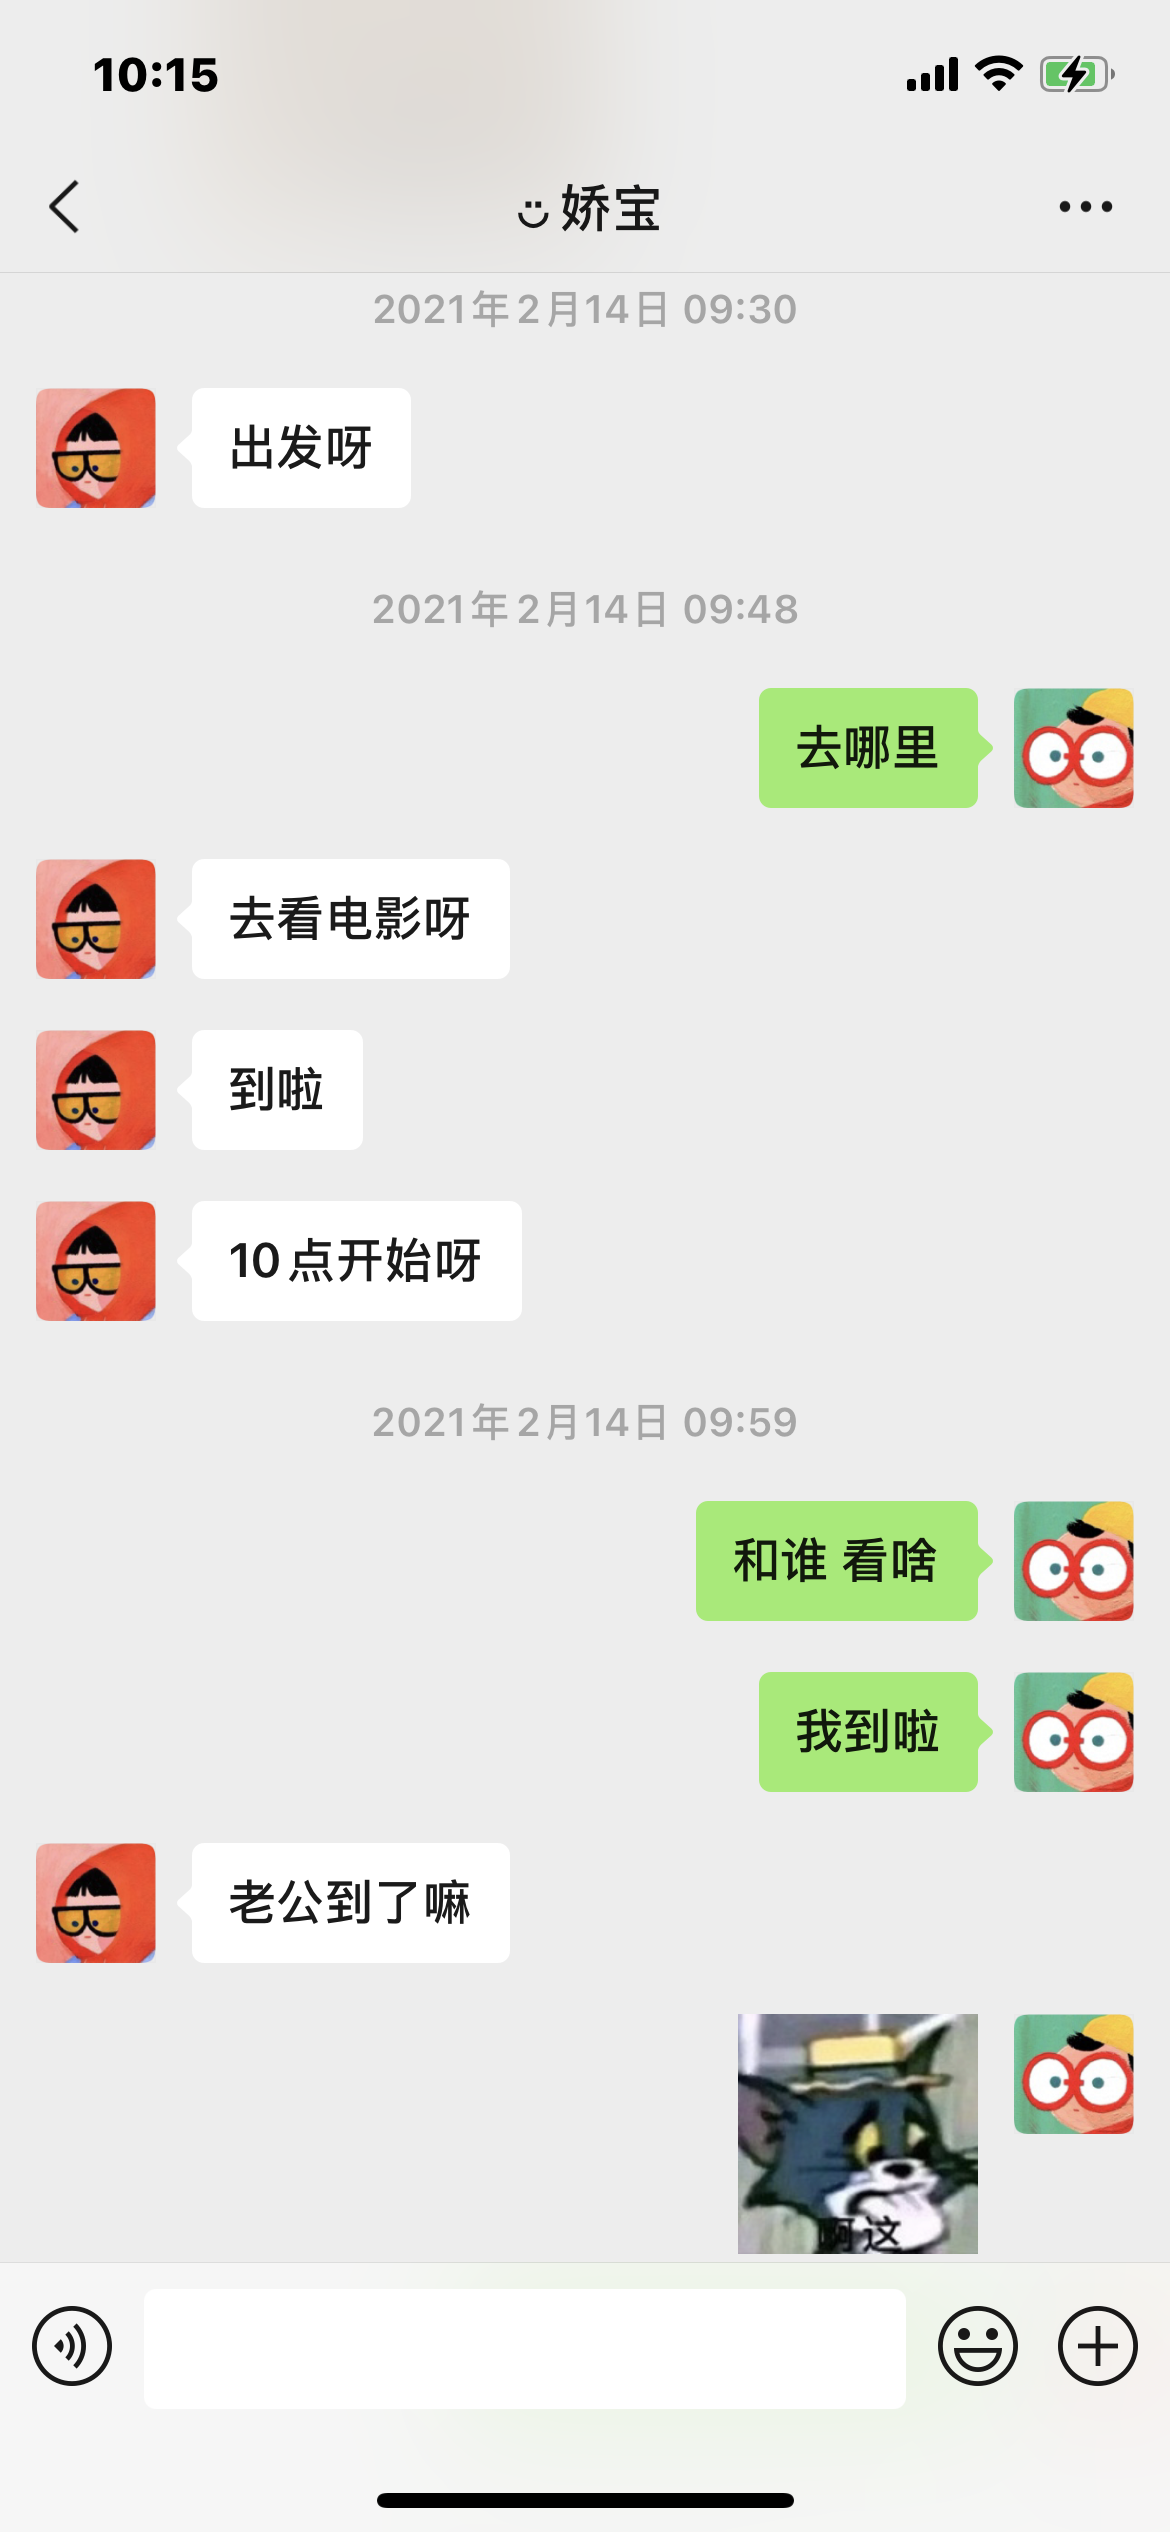 10:15
娇宝
2021年2月14日 09:30
出发呀
2021年2月14日 09:48
去哪里
去看电影呀
到啦
10点开始呀
2021年2月14日 09:59
和谁 看啥
我到啦
老公到了嘛
啊这